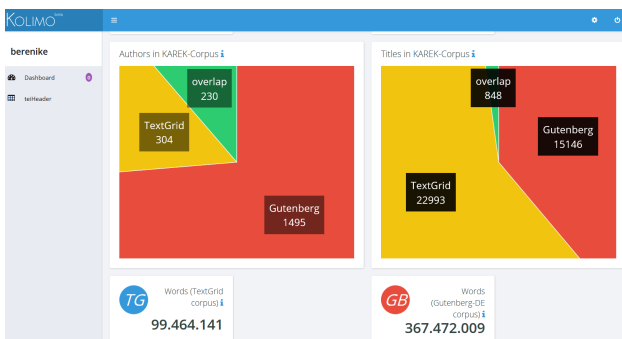 KOLIMO beta
berenike
Dashboard
teiHeader
Authors in KAREK-Corpus i
overlap
230
TextGrid
304
Gutenberg
1495
Titles in KAREK-Corpus i
overlap
848
Gutenberg
15146
TextGrid
22993
TG
Words (TextGrid
corpus) i
99.464.141
GB
Words
(Gutenberg-DE
corpus) i
367.472.009